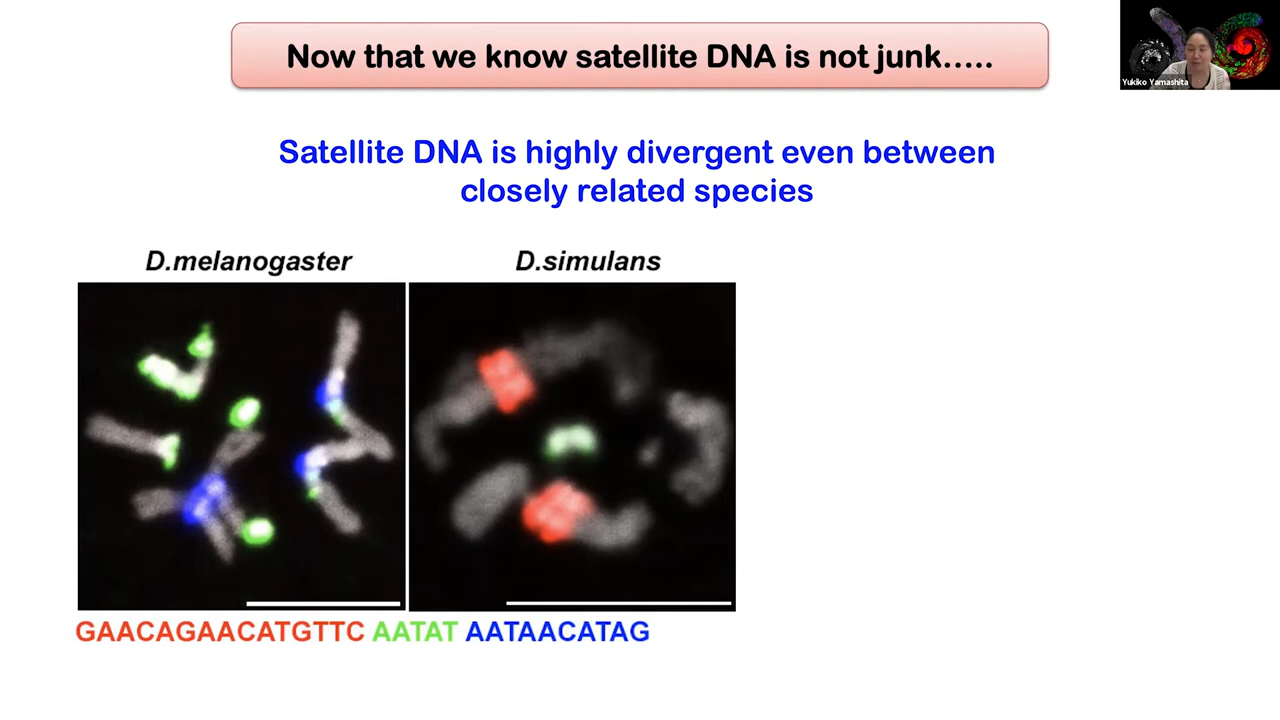 Now that we know satellite DNA is not junk…..
Yukiko Yamashita
Satellite DNA is highly divergent even between
closely related species
D.melanogaster
D.simulans
GAACAGAACATGTTC AATAT AATAACATAG